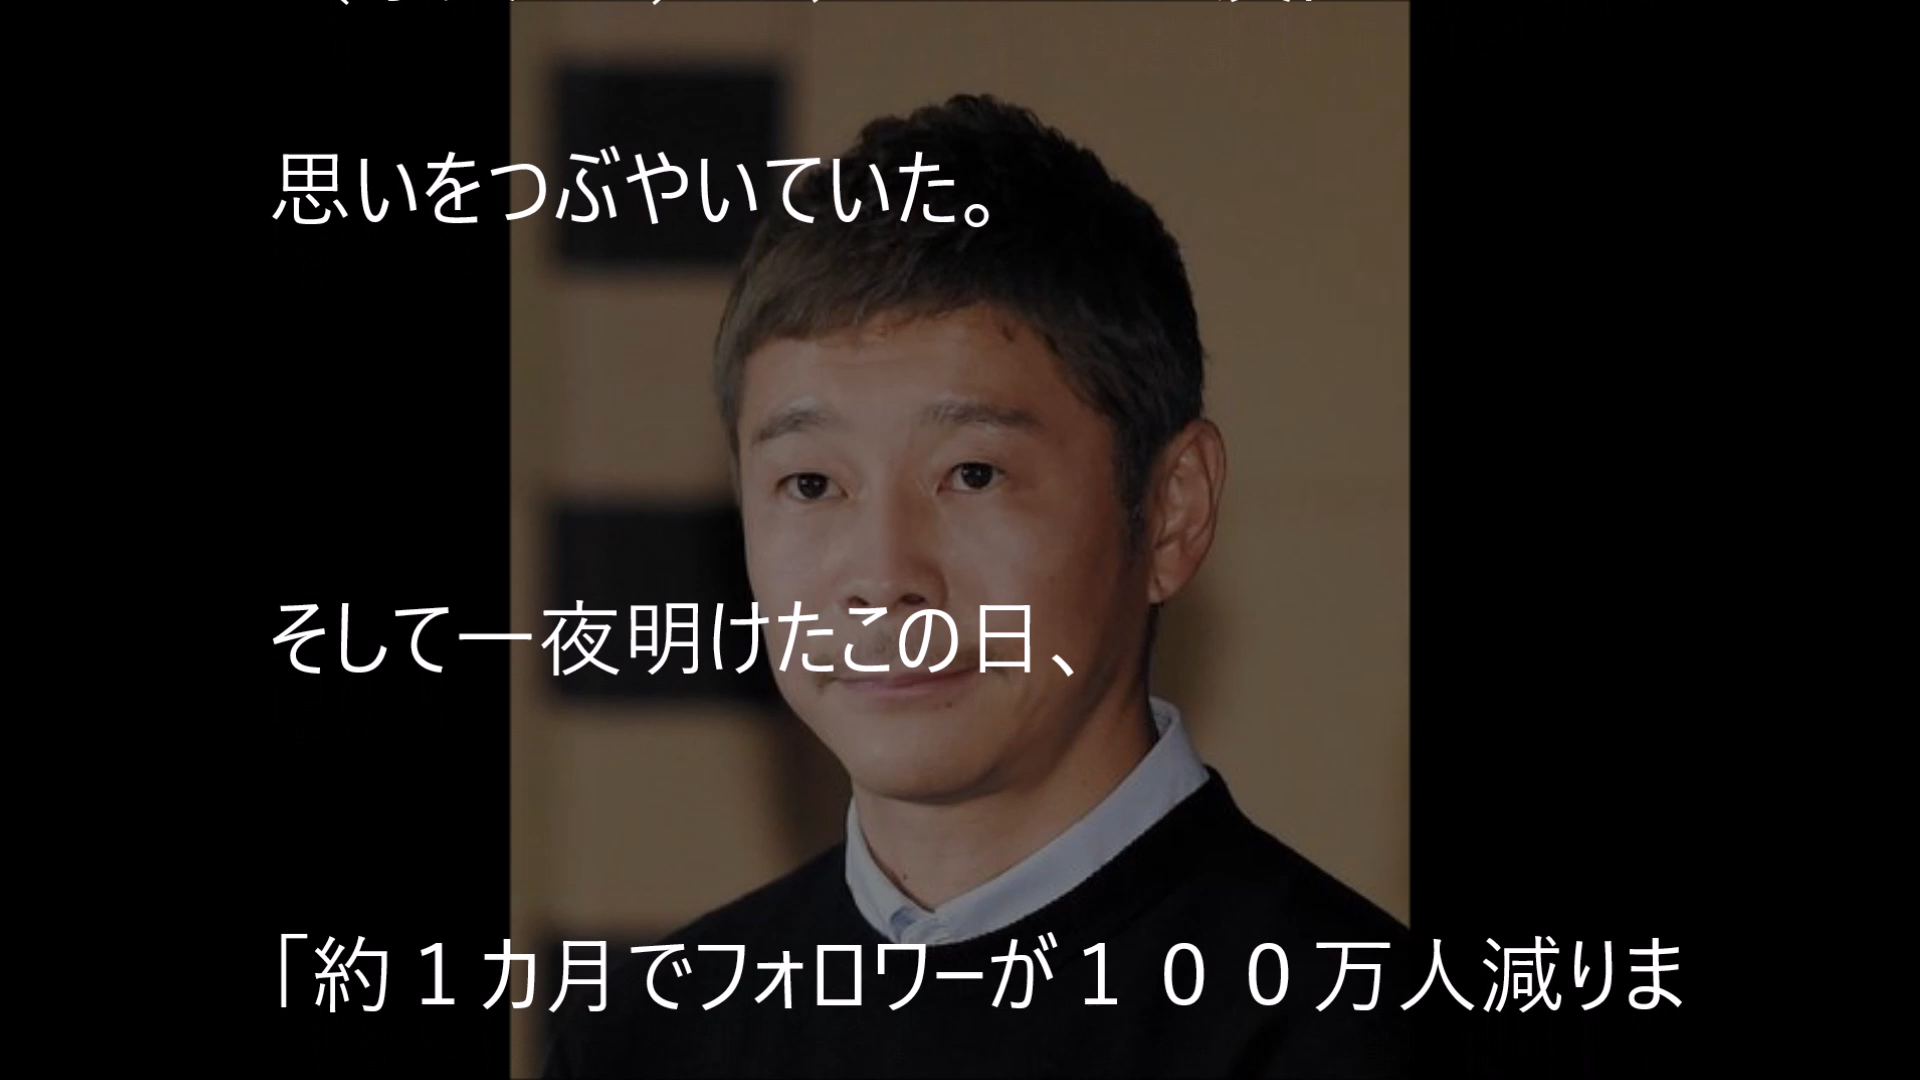 思いをつぶやいていた。
そして一夜明けたこの日、
「約１カ月でフォロワーが１００万人減りま